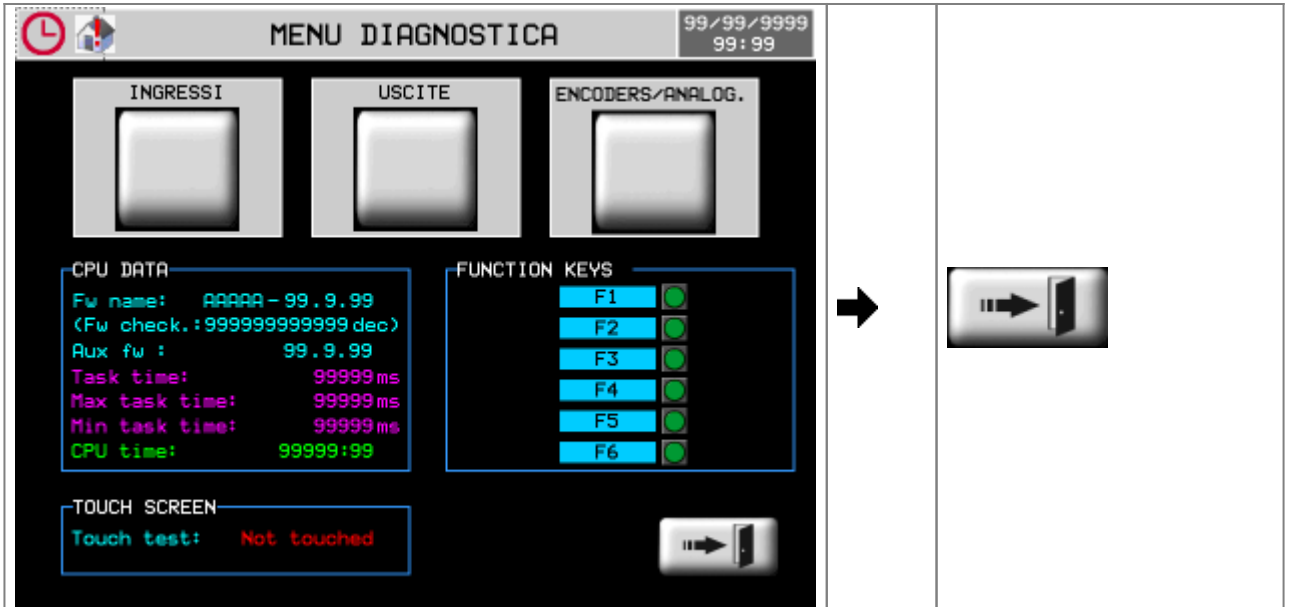 MENU DIAGNOSTICA
99/99/9999
99:99
INGRESSI
USCITE
ENCODERS/ANALOG.
CPU DATA
Fw name: AAAAA-99.9.99
(Fw check.:999999999999 dec)
Aux fw : 99.9.99
Task time: 99999 ms
Max task time: 99999 ms
Min task time: 99999 ms
CPU time: 99999:99
FUNCTION KEYS
F1
F2
F3
F4
F5
F6
TOUCH SCREEN
Touch test: Not touched